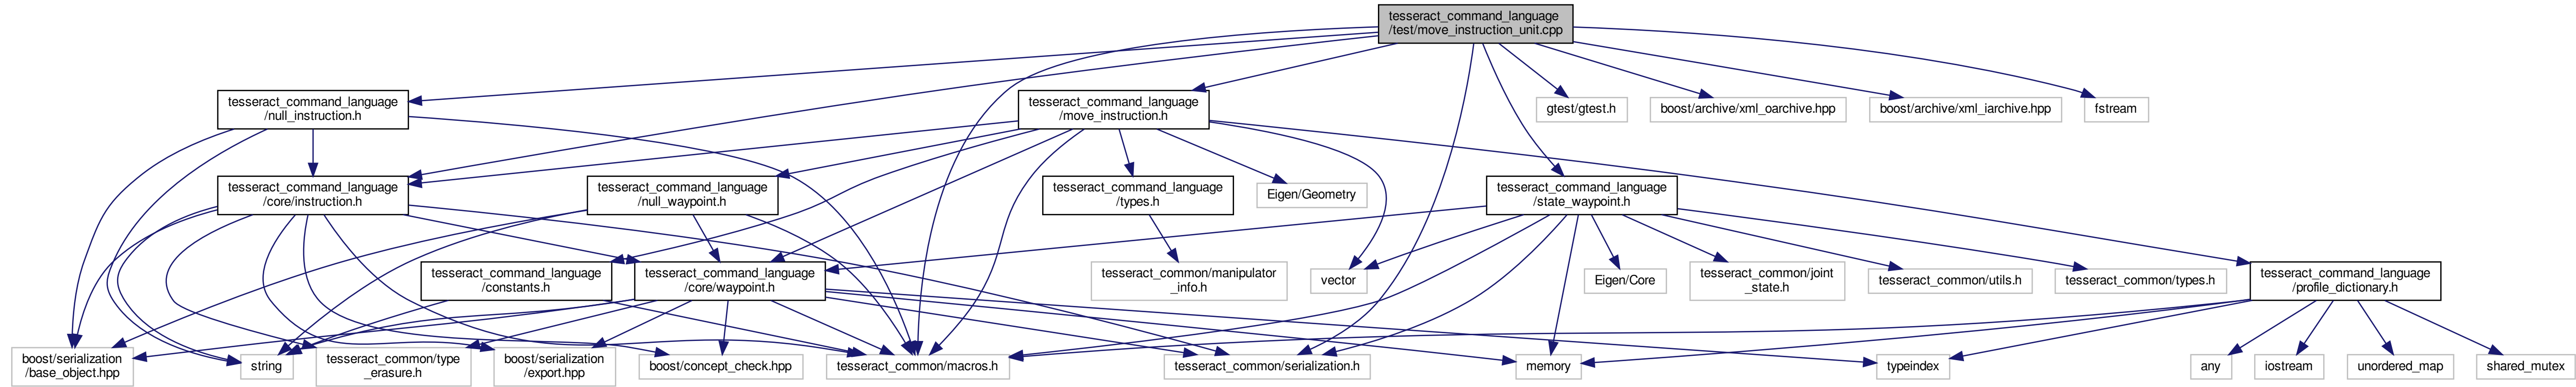 tesseract_command_language
/test/move_instruction_unit.cpp
tesseract_command_language
/null_instruction.h
tesseract_command_language
/move_instruction.h
gtest/gtest.h
boost/archive/xml_oarchive.hpp
boost/archive/xml_iarchive.hpp
fstream
tesseract_command_language
/core/instruction.h
tesseract_command_language
/null_waypoint.h
tesseract_command_language
/types.h
Eigen/Geometry
tesseract_command_language
/state_waypoint.h
tesseract_command_language
/constants.h
tesseract_command_language
/core/waypoint.h
tesseract_common/manipulator
_info.h
vector
Eigen/Core
tesseract_common/joint
_state.h
tesseract_common/utils.h
tesseract_common/types.h
tesseract_command_language
/profile_dictionary.h
boost/serialization
/base_object.hpp
string
tesseract_common/type
_erasure.h
boost/serialization
/export.hpp
boost/concept_check.hpp
tesseract_common/macros.h
tesseract_common/serialization.h
memory
typeindex
any
iostream
unordered_map
shared_mutex